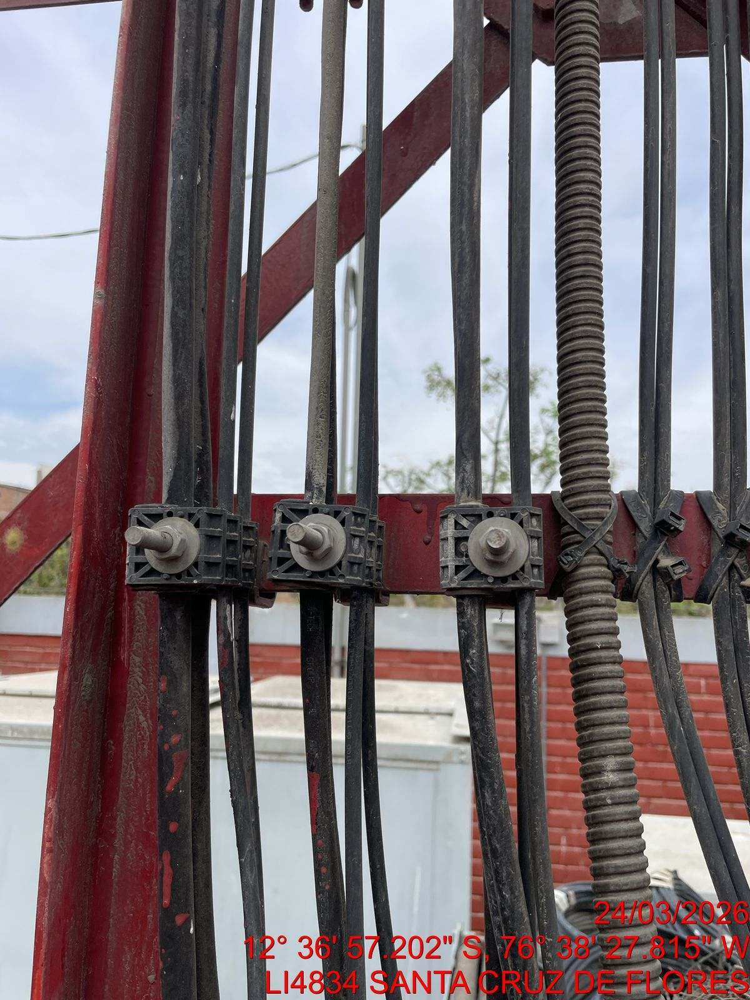 24/03/2026
12° 36' 57.202" S, 76° 38' 27.815" W
LI4834 SANTA CRUZ DE FLORES